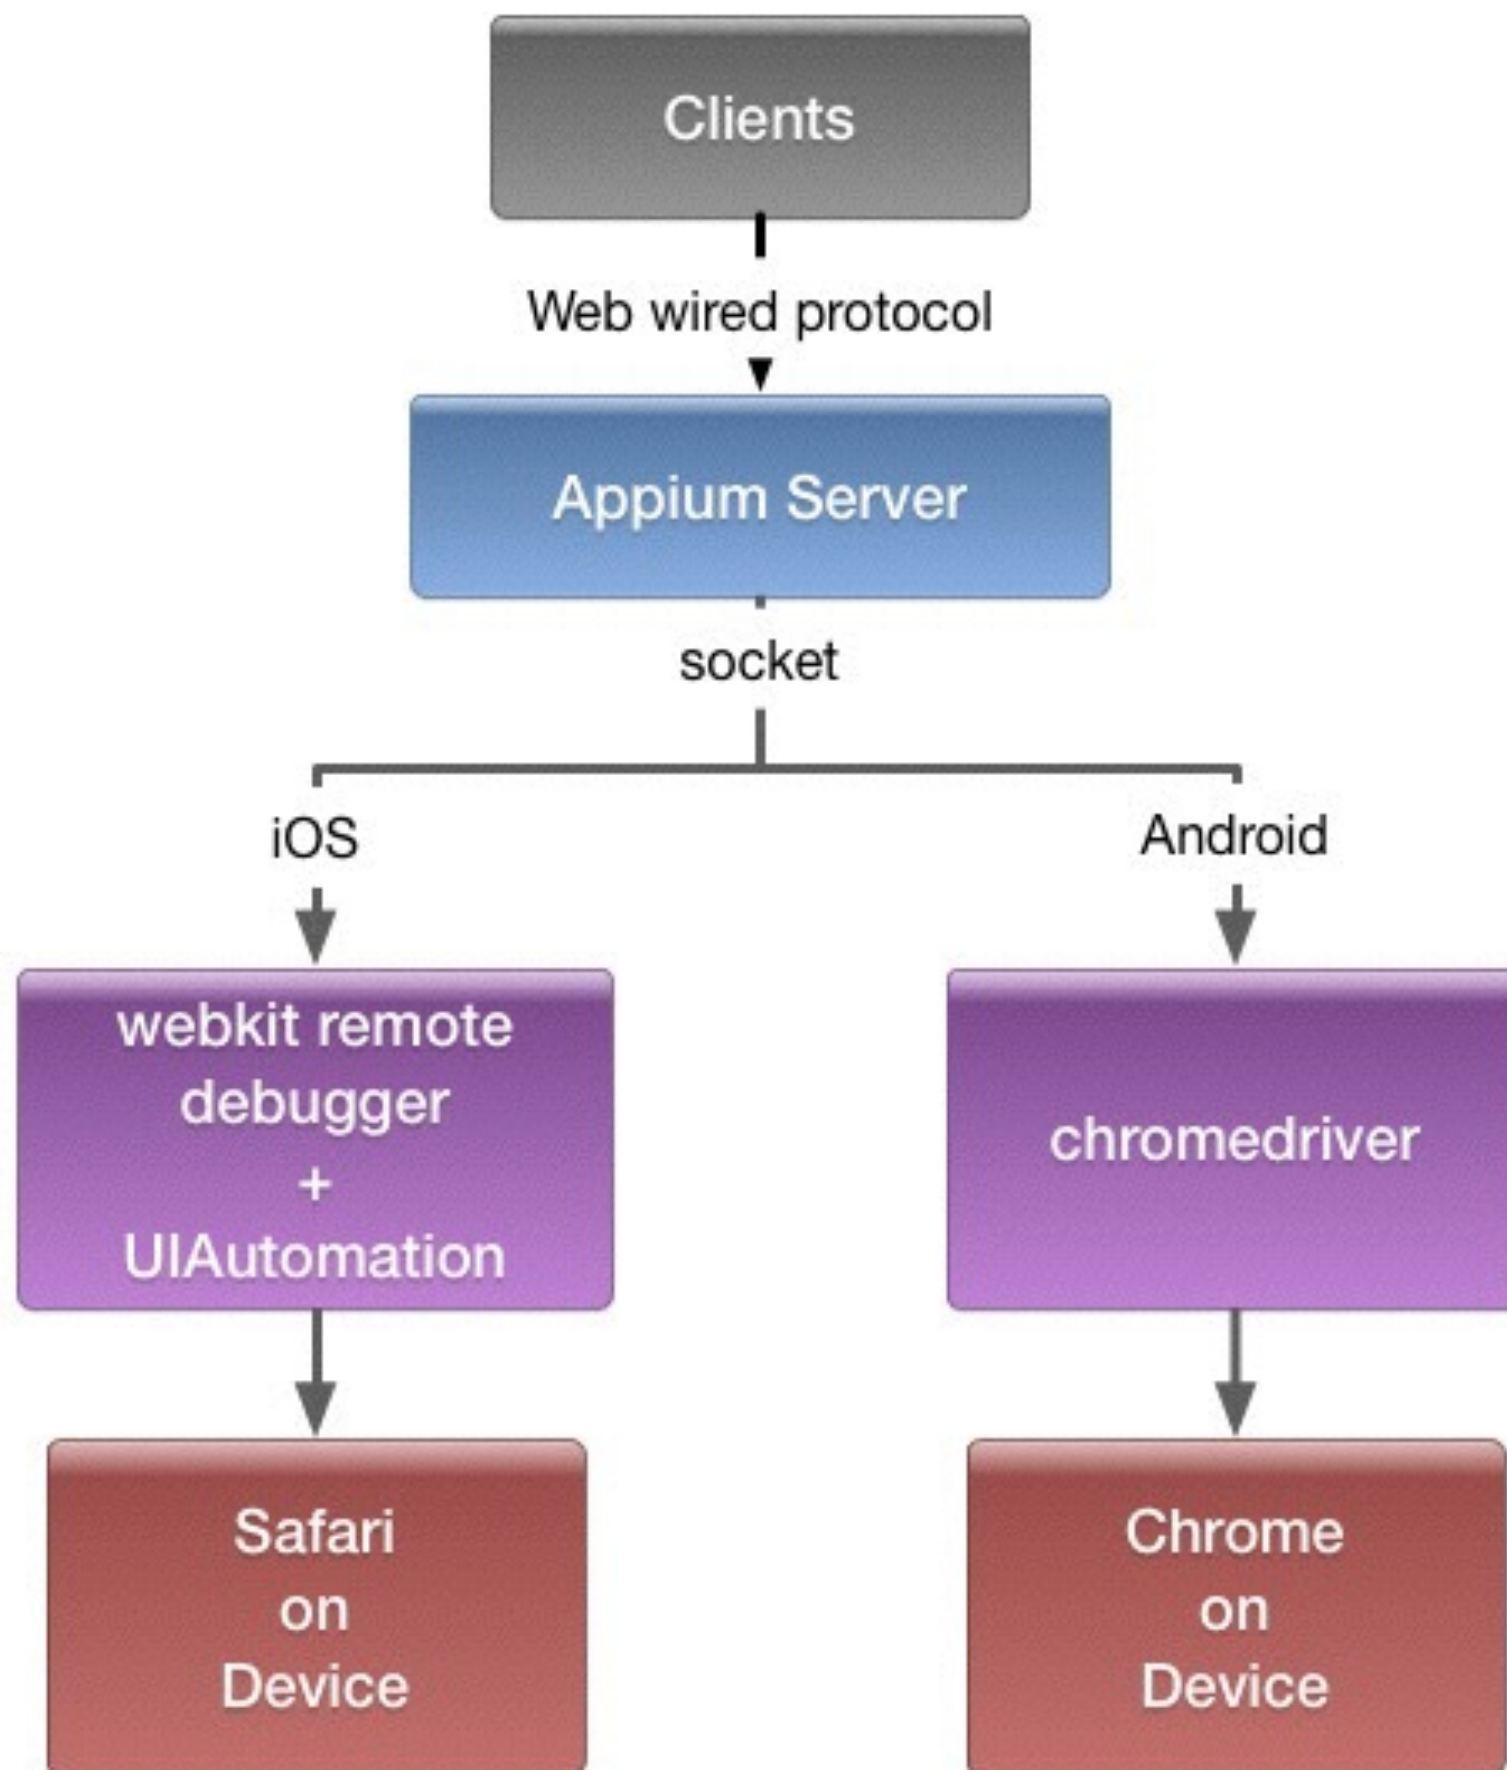 Clients
Web wired protocol
Appium Server
socket
iOS
Android
webkit remote
debugger
+
UIAutomation
chromedriver
Safari
on
Device
Chrome
on
Device